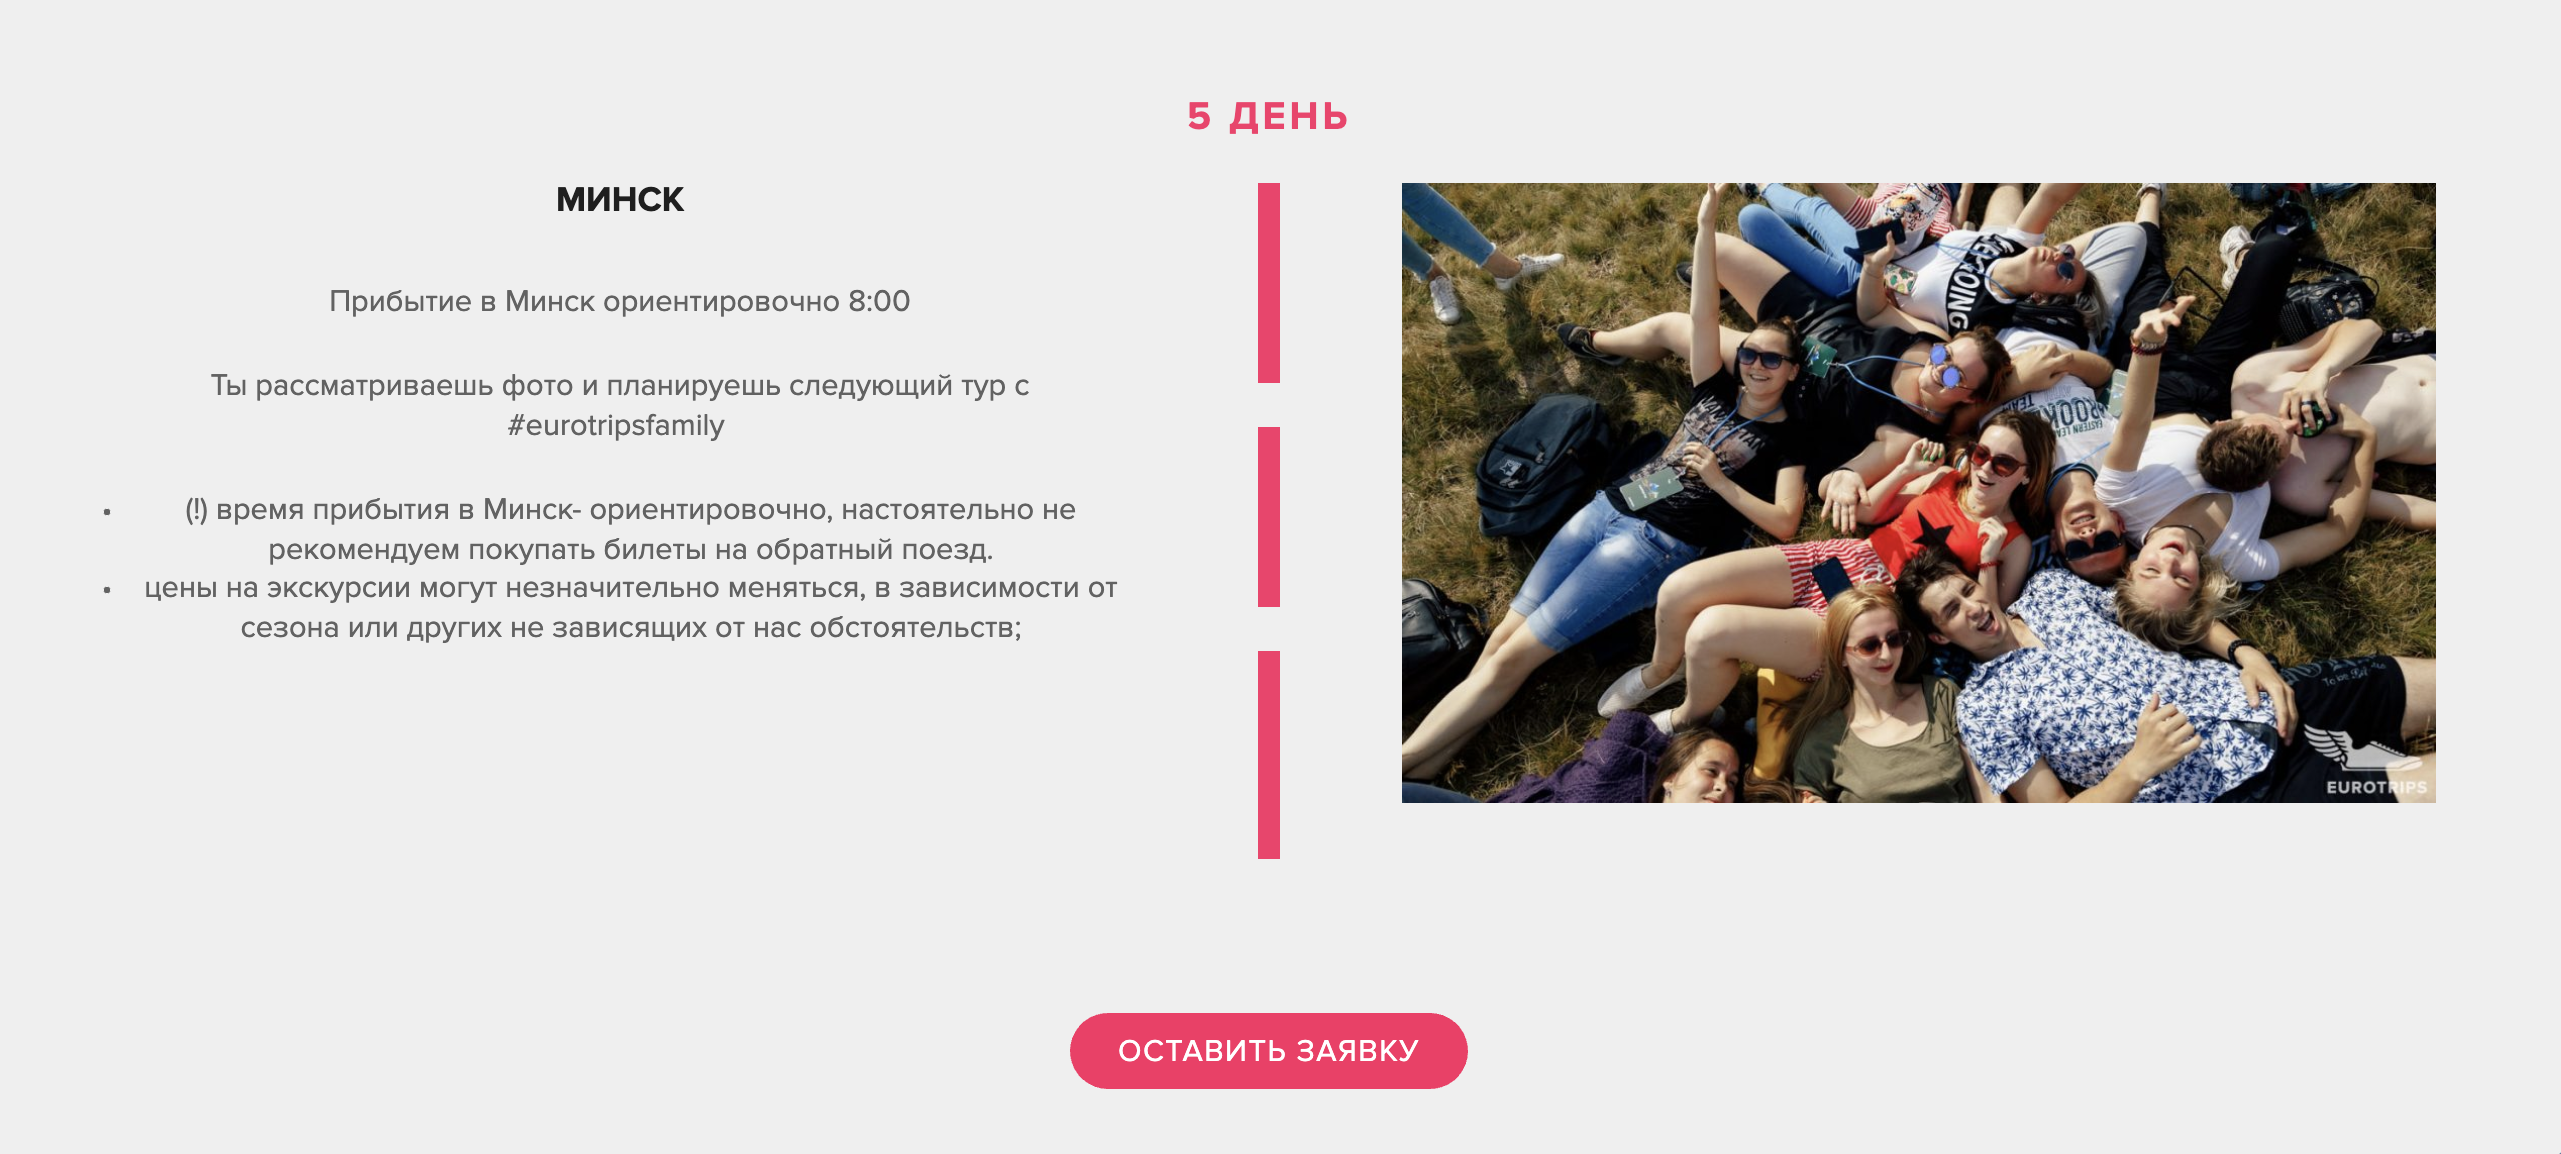 5 ДЕНЬ
МИНСК
Прибытие в Минск ориентировочно 8:00
Ты рассматриваешь фото и планируешь следующий тур с
#eurotripsfamily
• (!) время прибытия в Минск- ориентировочно, настоятельно не
рекомендуем покупать билеты на обратный поезд.
• цены на экскурсии могут незначительно меняться, в зависимости от
сезона или других не зависящих от нас обстоятельств;
EUROTRIPS
ОСТАВИТЬ ЗАЯВКУ